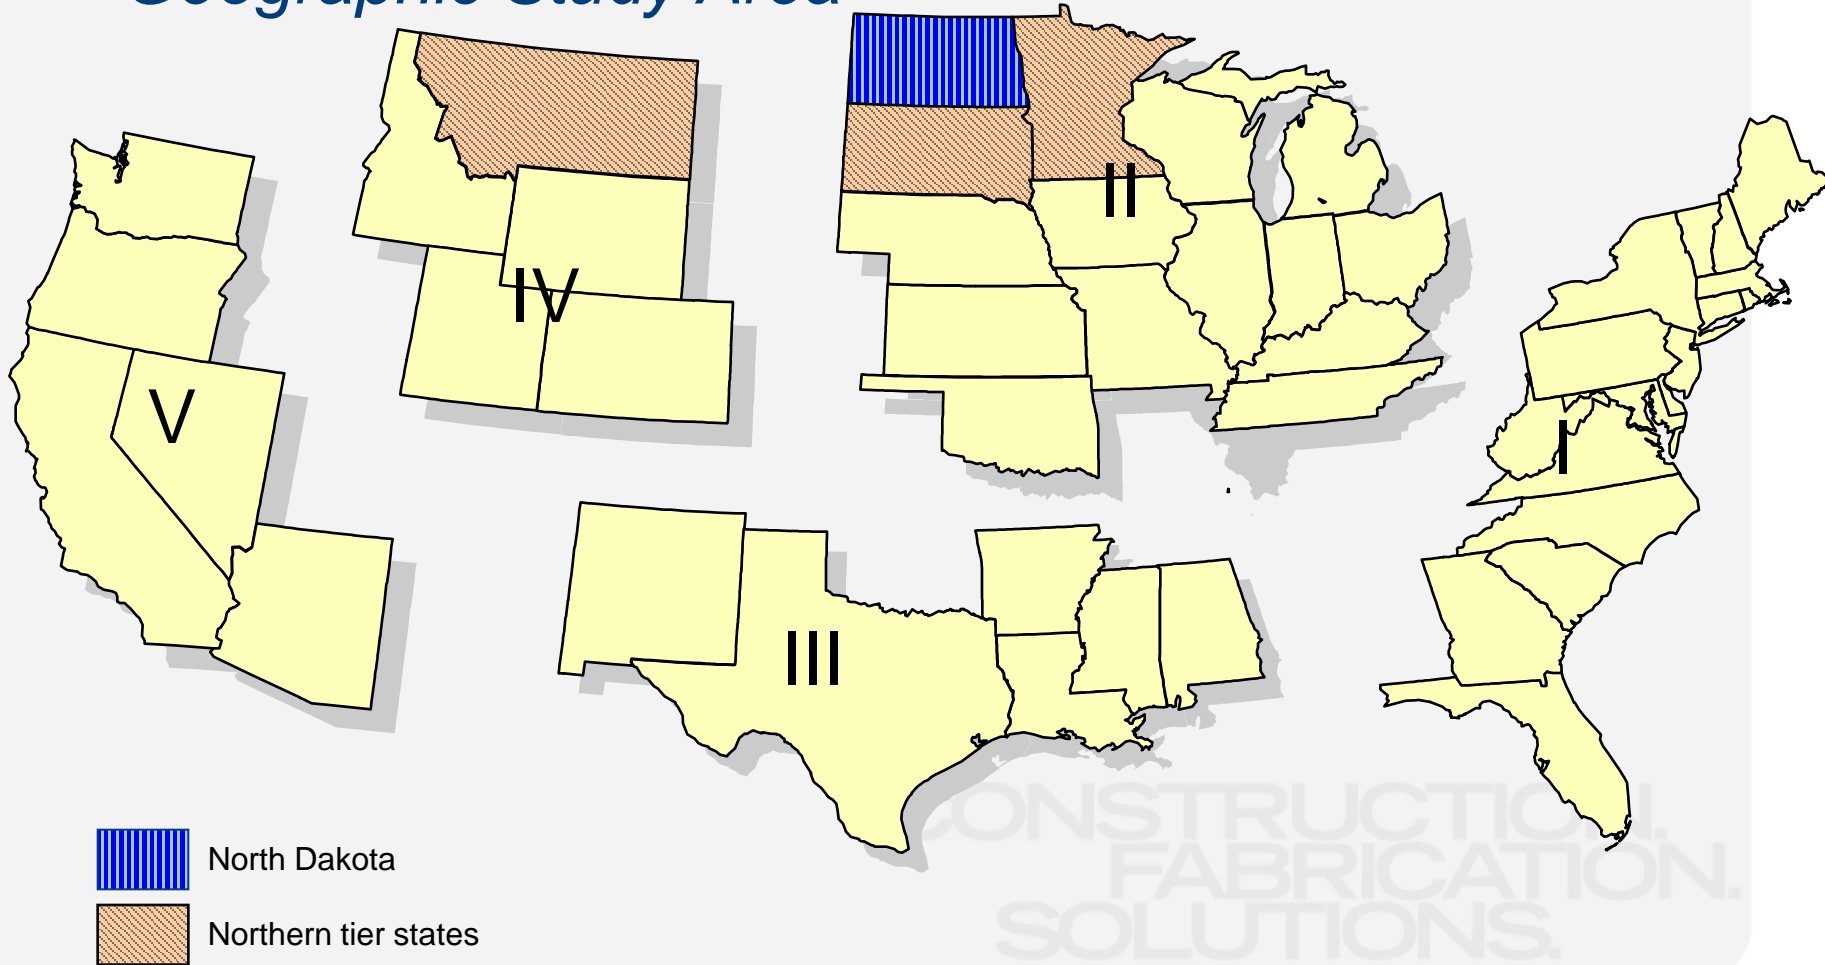 Geographic Study Area
II
IV
V
I
III
CONSTRUCTION.
FABRICATION.
SOLUTIONS.
North Dakota
Northern tier states